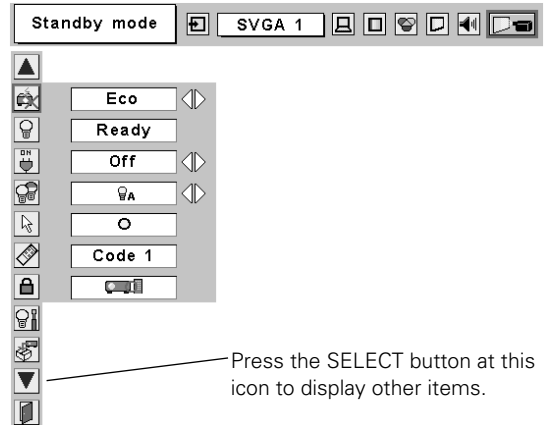 Standby mode
SVGA 1
Eco
Ready
ON
Off
A
Code 1
Press the SELECT button at this
icon to display other items.